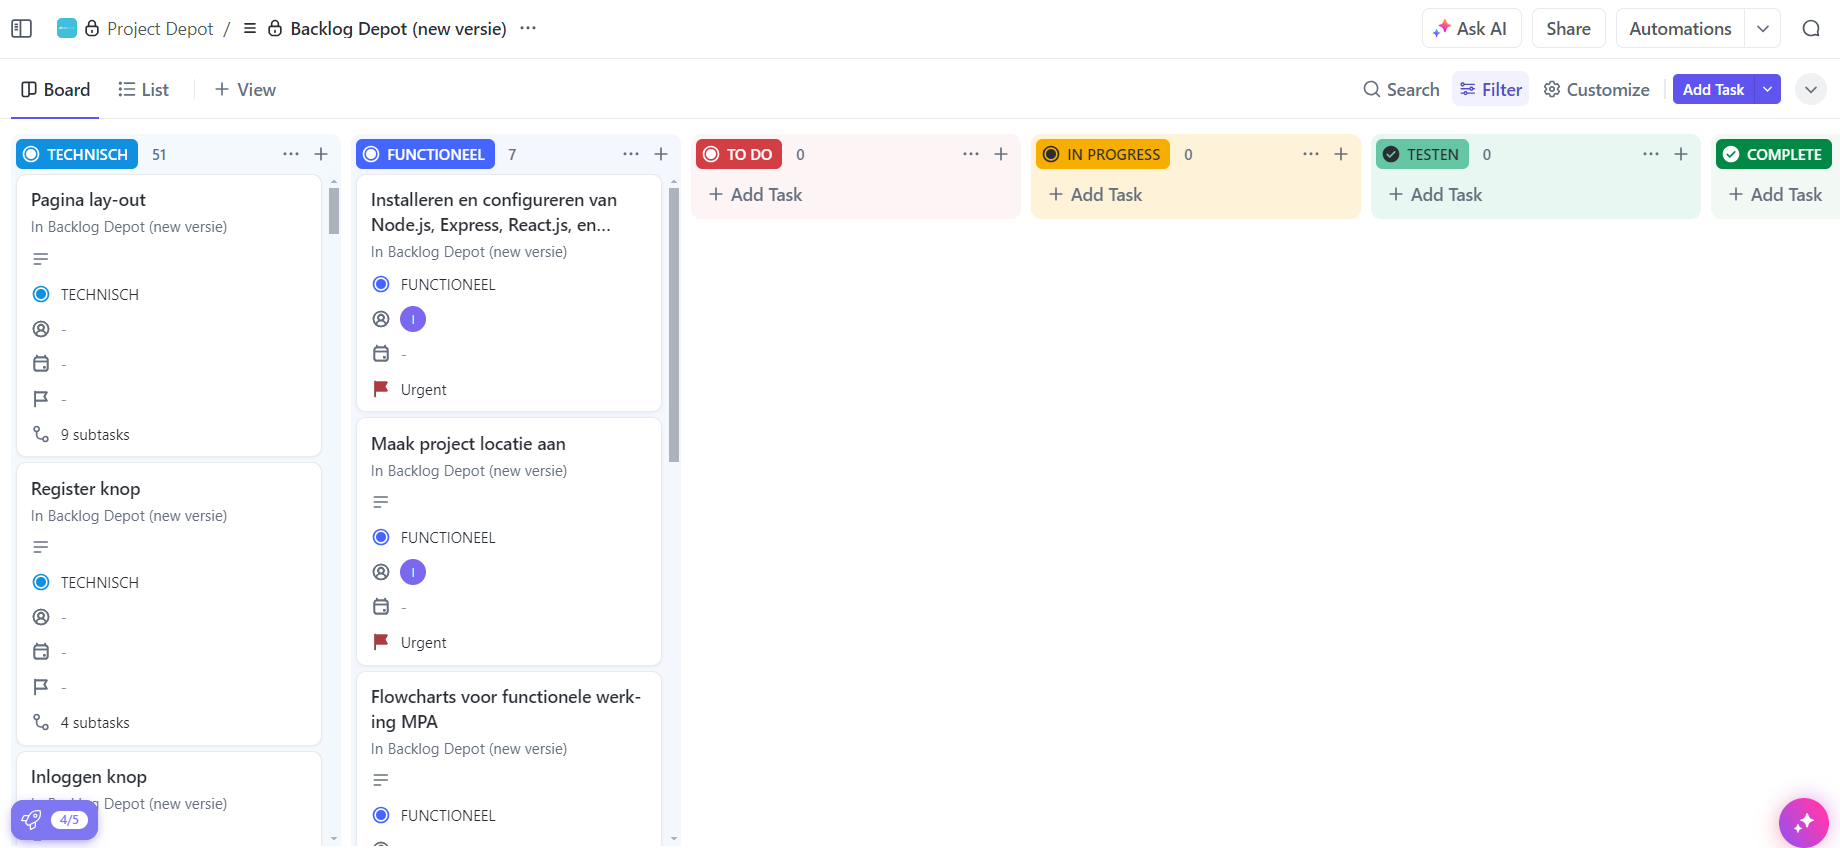 Project Depot / Backlog Depot (new versie) ···
Ask AI
Share
Automations
Board
List
+ View
Search
Filter
Customize
Add Task
TECHNISCH 51
Pagina lay-out
In Backlog Depot (new versie)
TECHNISCH
-
-
-
9 subtasks
Register knop
In Backlog Depot (new versie)
TECHNISCH
-
-
-
4 subtasks
Inloggen knop
In Backlog Depot (new versie)
4/5
FUNCTIONEEL 7
Installeren en configureren van
Node.js, Express, React.js, en...
In Backlog Depot (new versie)
FUNCTIONEEL
I
-
Urgent
Maak project locatie aan
In Backlog Depot (new versie)
FUNCTIONEEL
I
-
Urgent
Flowcharts voor functionele werk-
ing MPA
In Backlog Depot (new versie)
FUNCTIONEEL
TO DO 0
+ Add Task
IN PROGRESS 0
+ Add Task
TESTEN 0
+ Add Task
COMPLETE
+ Add Task